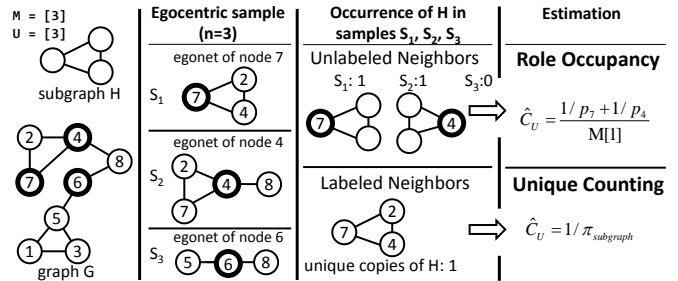 M = [3]
U = [3]
subgraph H
2
4
8
7
6
5
1
3
graph G
Egocentric sample
(n=3)
egonet of node 7
S1
2
7
4
egonet of node 4
2
S2
4
8
7
egonet of node 6
S3
5
6
8
Occurrence of H in
samples S1, S2, S3
Unlabeled Neighbors
S1: 1
S2:1
S3:0
7
4
Labeled Neighbors
2
7
4
unique copies of H: 1
Estimation
Role Occupancy
Ĉ_U = (1/p_7 + 1/p_4) / M[1]
Unique Counting
Ĉ_U = 1/π_subgraph